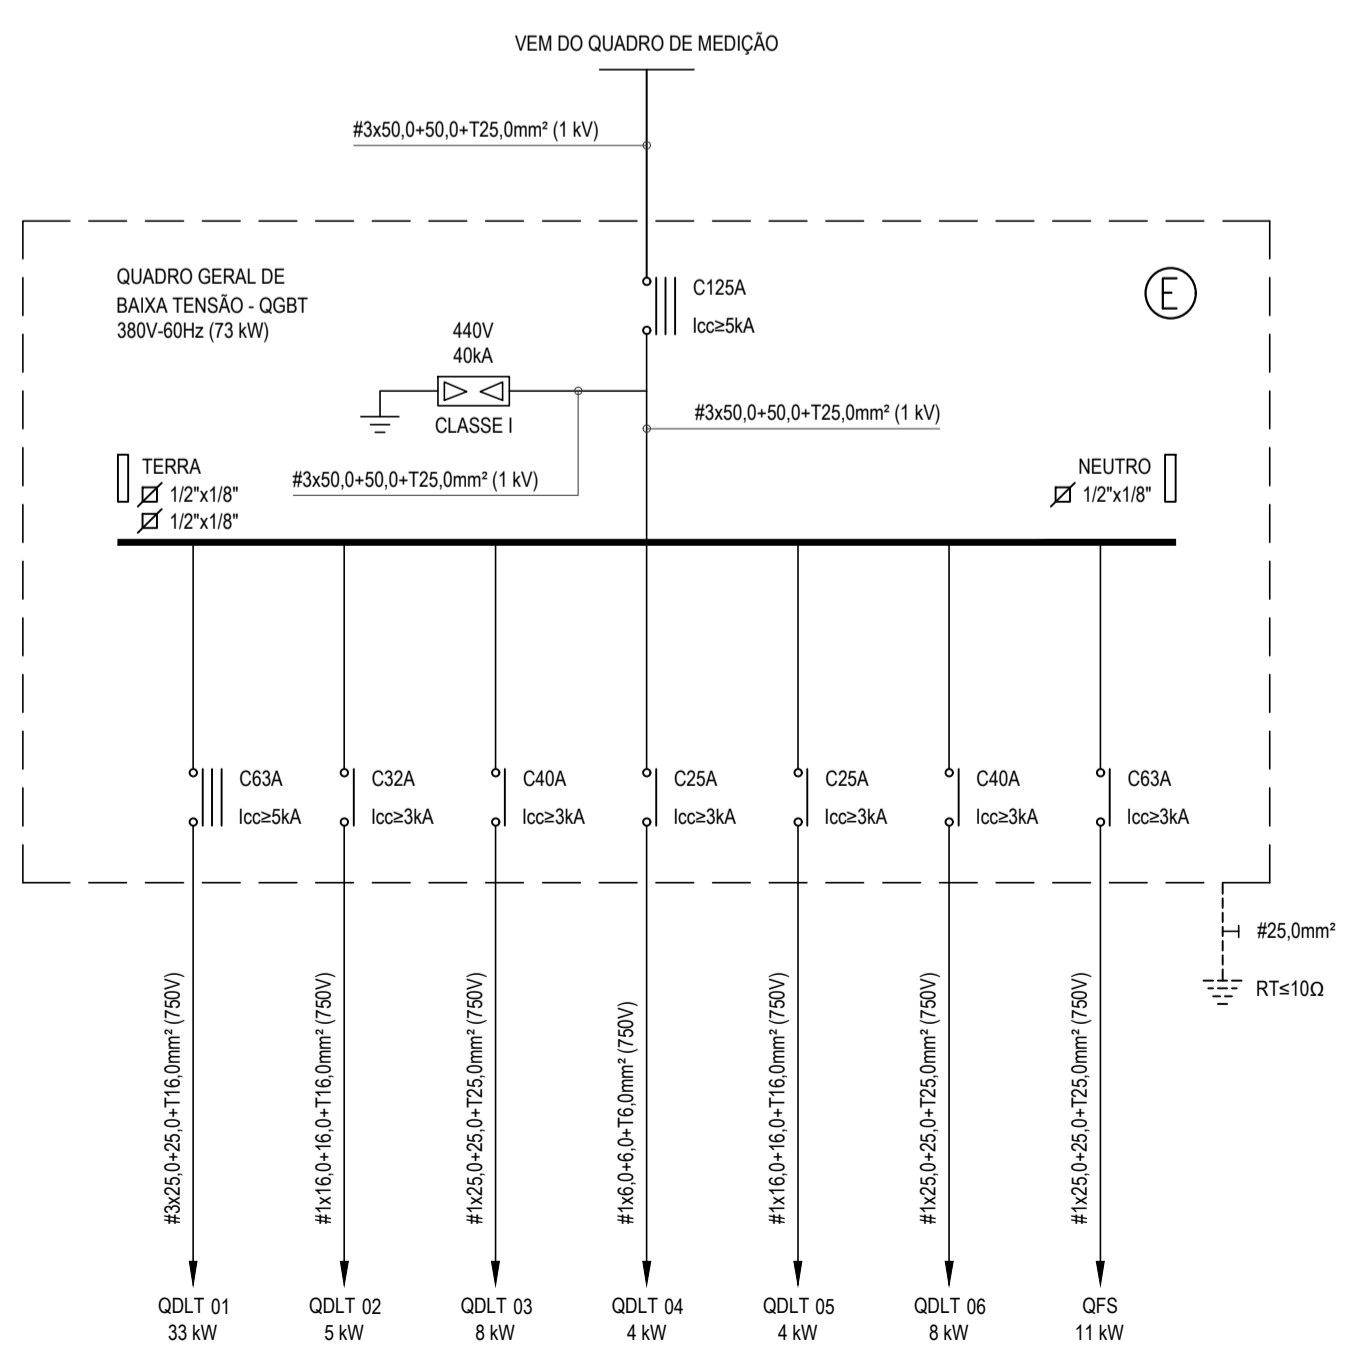 VEM DO QUADRO DE MEDIÇÃO
#3x50,0+50,0+T25,0mm² (1 kV)
QUADRO GERAL DE
BAIXA TENSÃO - QGBT
380V-60Hz (73 kW)
C125A
Icc≥5kA
E
440V
40kA
CLASSE I
#3x50,0+50,0+T25,0mm² (1 kV)
#3x50,0+50,0+T25,0mm² (1 kV)
TERRA
1/2"x1/8"
1/2"x1/8"
NEUTRO
1/2"x1/8"
C63A
Icc≥5kA
C32A
Icc≥3kA
C40A
Icc≥3kA
C25A
Icc≥3kA
C25A
Icc≥3kA
C40A
Icc≥3kA
C63A
Icc≥3kA
#25,0mm²
RT≤10Ω
#3x25,0+25,0+T16,0mm² (750V)
#1x16,0+16,0+T16,0mm² (750V)
#1x25,0+25,0+T25,0mm² (750V)
#1x6,0+6,0+T6,0mm² (750V)
#1x16,0+16,0+T16,0mm² (750V)
#1x25,0+25,0+T25,0mm² (750V)
#1x25,0+25,0+T25,0mm² (750V)
QDLT 01
33 kW
QDLT 02
5 kW
QDLT 03
8 kW
QDLT 04
4 kW
QDLT 05
4 kW
QDLT 06
8 kW
QFS
11 kW